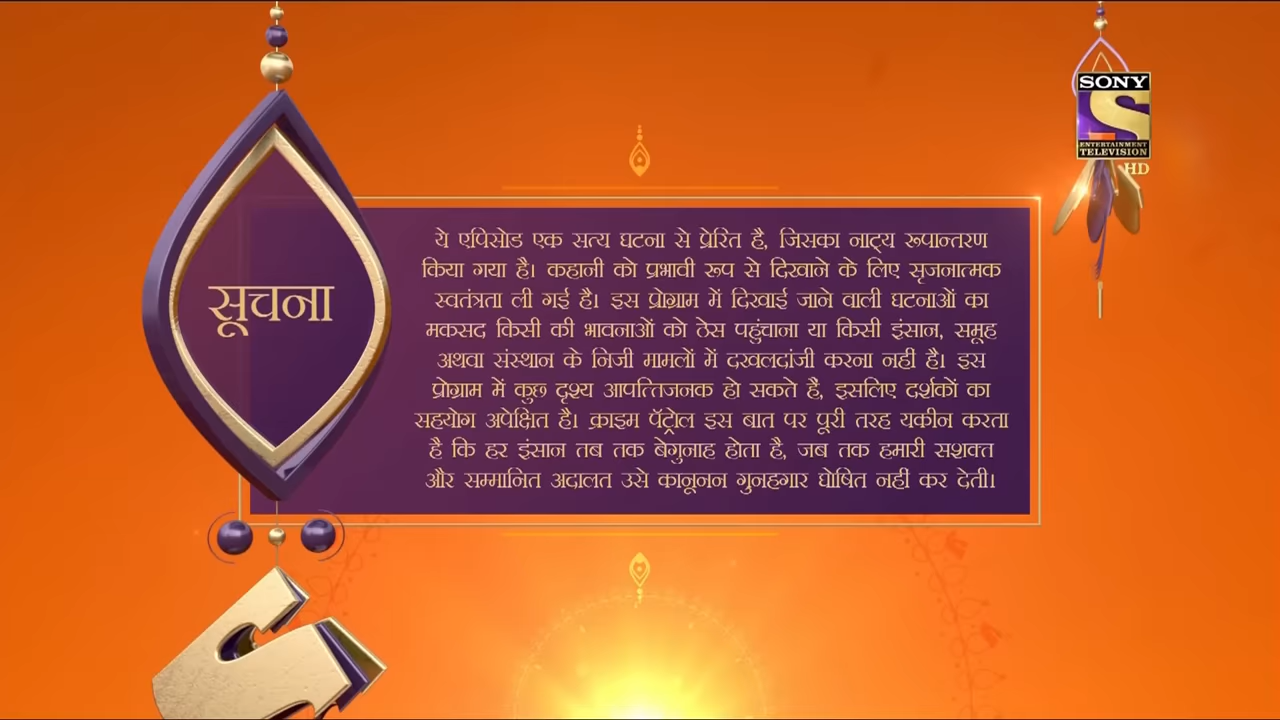 सूचना
ये एपिसोड एक सत्य घटना से प्रेरित है, जिसका नाट्य रूपान्तरण
किया गया है। कहानी को प्रभावी रूप से दिखाने के लिए सृजनात्मक
स्वतंत्रता ली गई है। इस प्रोग्राम में दिखाई जाने वाली घटनाओं का
मकसद किसी की भावनाओं को ठेस पहुंचाना या किसी इंसान, समूह
अथवा संस्थान के निजी मामलों में दखलदांजी करना नहीं है। इस
प्रोग्राम में कुछ दृश्य आपत्तिजनक हो सकते हैं, इसलिए दर्शकों का
सहयोग अपेक्षित है। क्राइम पॅट्रोल इस बात पर पूरी तरह यकीन करता
है कि हर इंसान तब तक बेगुनाह होता है, जब तक हमारी सशक्त
और सम्मानित अदालत उसे कानूनन गुनहगार घोषित नहीं कर देती।
SONY
ENTERTAINMENT
TELEVISION
HD